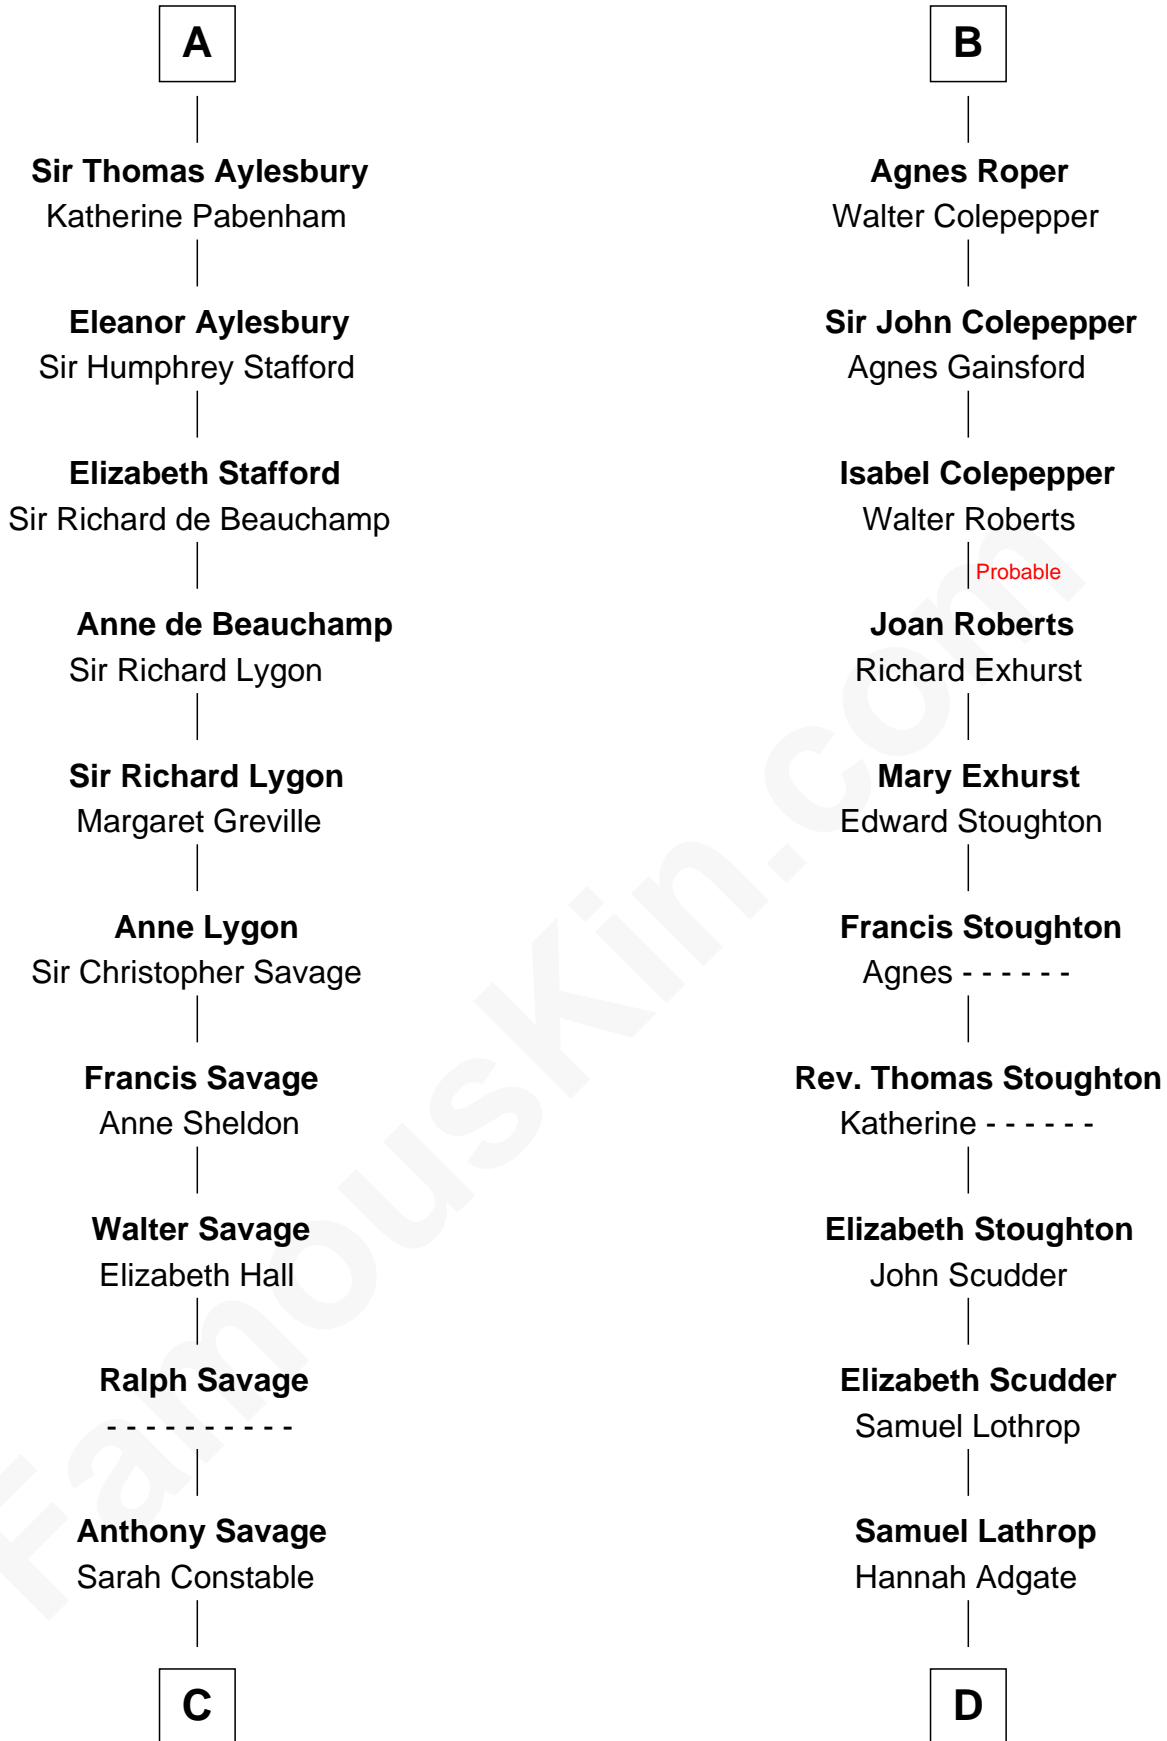 A
Sir Thomas Aylesbury
Katherine Pabenham
Eleanor Aylesbury
Sir Humphrey Stafford
Elizabeth Stafford
Sir Richard de Beauchamp
Anne de Beauchamp
Sir Richard Lygon
Sir Richard Lygon
Margaret Greville
Anne Lygon
Sir Christopher Savage
Francis Savage
Anne Sheldon
Walter Savage
Elizabeth Hall
Ralph Savage
- - - - - - - - - -
Anthony Savage
Sarah Constable
C
B
Agnes Roper
Walter Colepepper
Sir John Colepepper
Agnes Gainsford
Isabel Colepepper
Walter Roberts
Probable
Joan Roberts
Richard Exhurst
Mary Exhurst
Edward Stoughton
Francis Stoughton
Agnes - - - - - -
Rev. Thomas Stoughton
Katherine - - - - - -
Elizabeth Stoughton
John Scudder
Elizabeth Scudder
Samuel Lothrop
Samuel Lathrop
Hannah Adgate
D
FamousKin.com